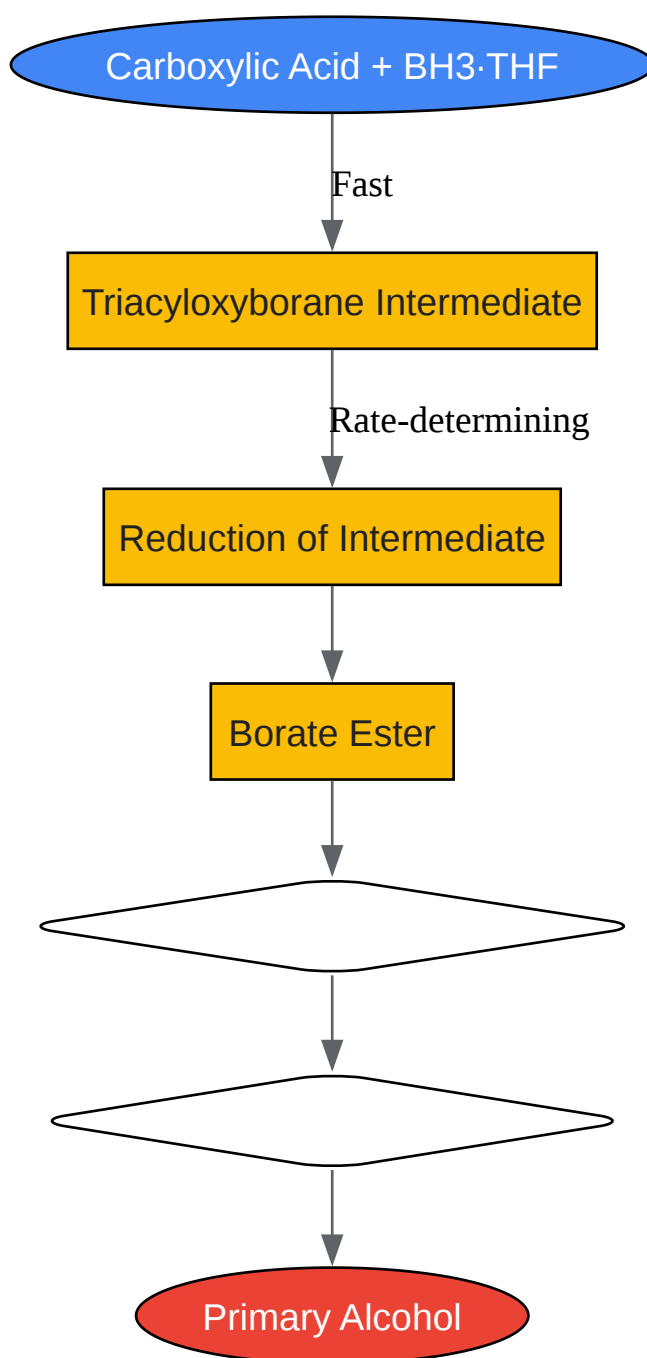 Carboxylic Acid + BH3·THF
Fast
Triacyloxyborane Intermediate
Rate-determining
Reduction of Intermediate
Borate Ester
Primary Alcohol